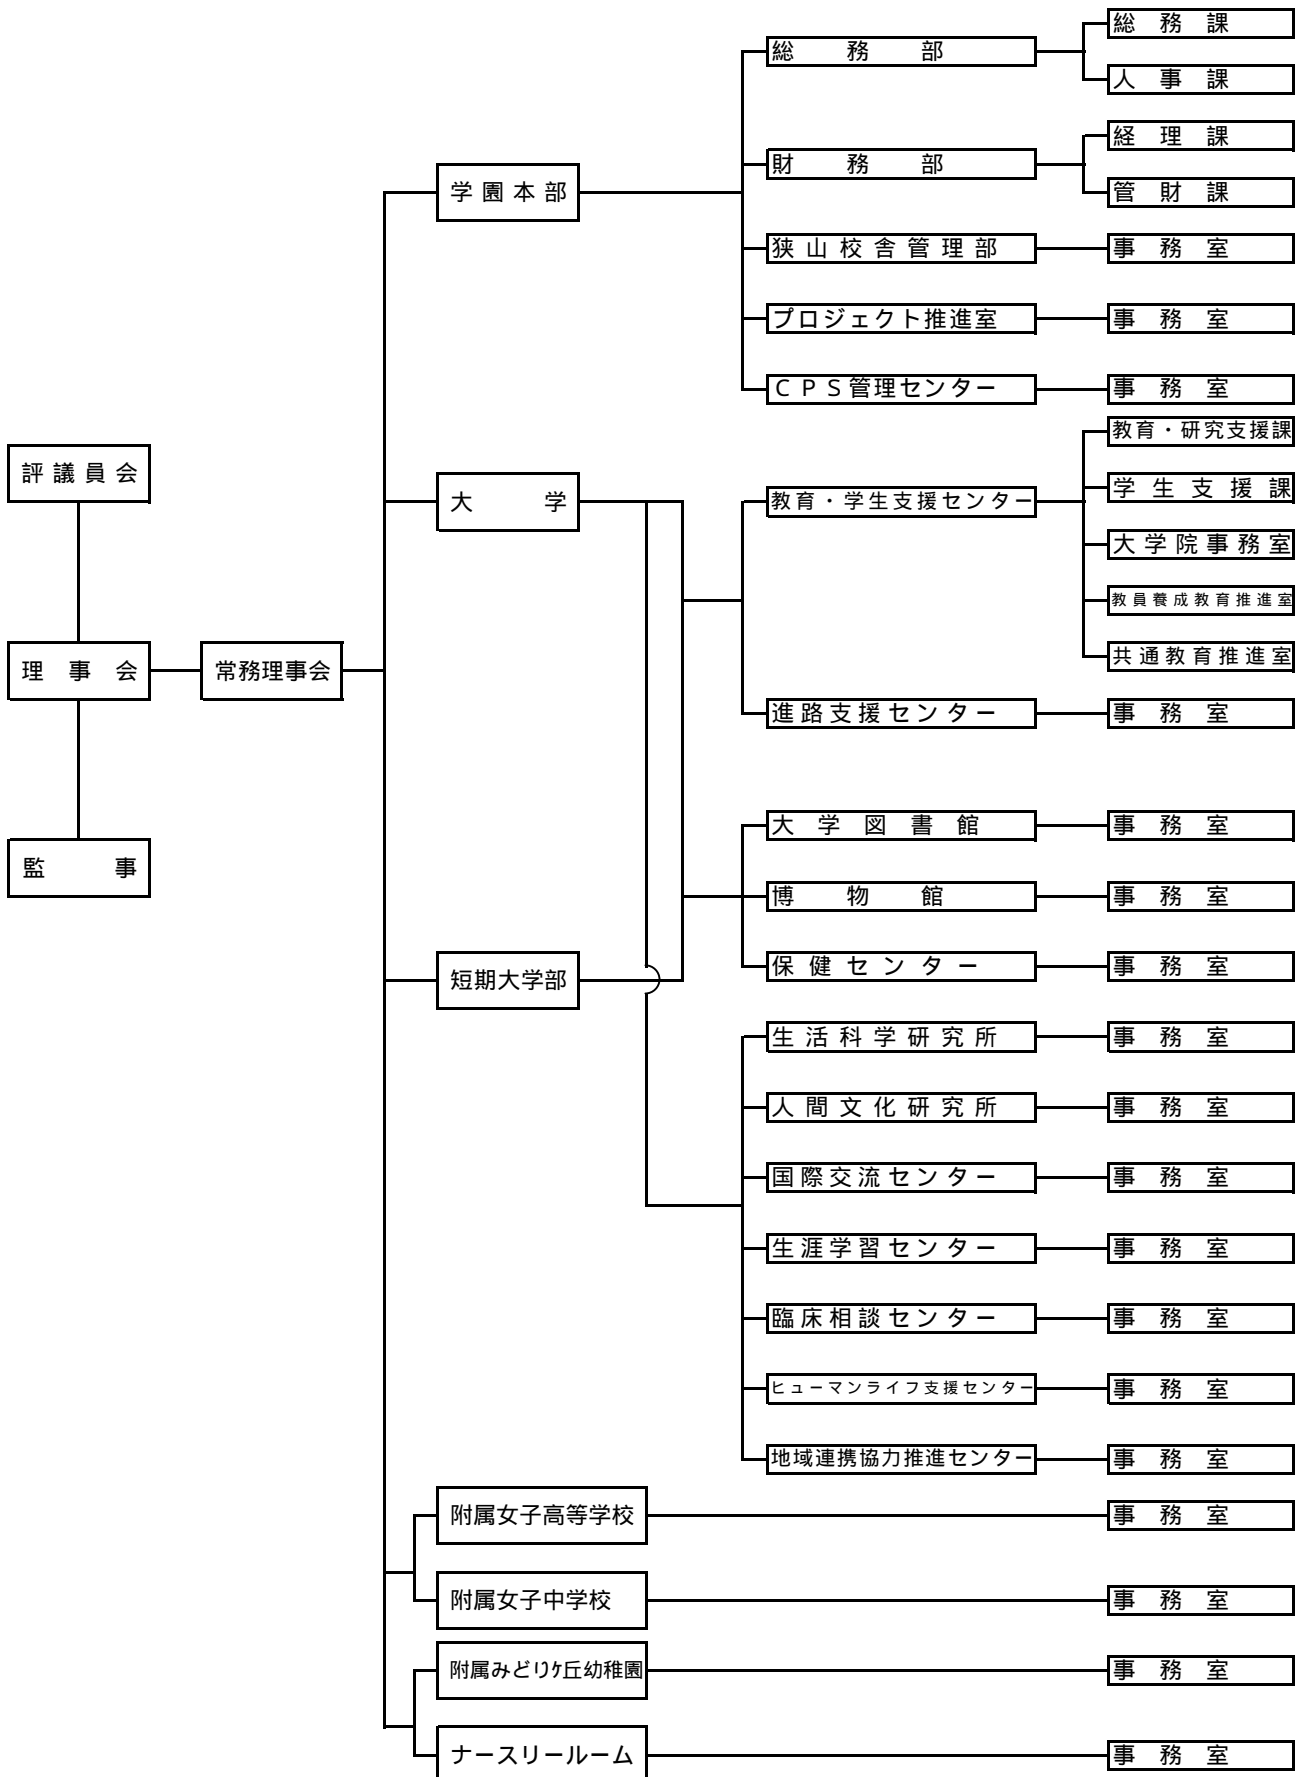 総務課
総務部
人事課
経理課
財務部
学園本部
管財課
狭山校舎管理部 事務室
プロジェクト推進室 事務室
ＣＰＳ管理センター 事務室
教育・研究支援課
評議員会
学生支援課
大学
教育・学生支援センター
大学院事務室
教員養成教育推進室
共通教育推進室
理事会 常務理事会
進路支援センター 事務室
大学図書館 事務室
監事
博物館 事務室
保健センター 事務室
短期大学部
生活科学研究所 事務室
人間文化研究所 事務室
国際交流センター 事務室
生涯学習センター 事務室
臨床相談センター 事務室
ヒューマンライフ支援センター 事務室
地域連携協力推進センター 事務室
附属女子高等学校 事務室
附属女子中学校 事務室
附属みどりｹ丘幼稚園 事務室
ナースリールーム 事務室